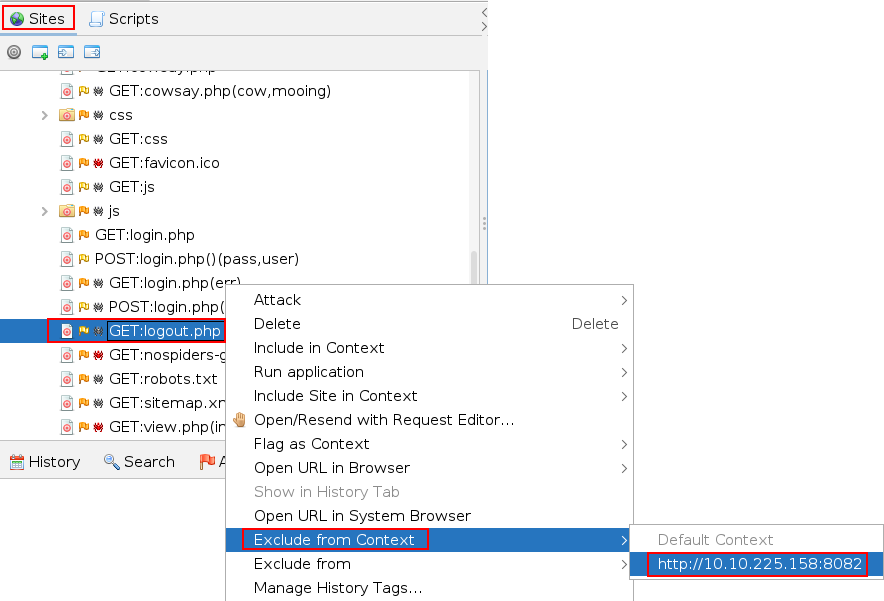 Sites
Scripts
GET:cowsay.php(cow,mooing)
css
GET:css
GET:favicon.ico
GET:js
js
GET:login.php
POST:login.php()(pass,user)
GET:login.php(err)
POST:login.php(
GET:logout.php
GET:nospiders-g
GET:robots.txt
GET:sitemap.xm
GET:view.php(in
History
Search
A
Attack
Delete Delete
Include in Context
Run application
Include Site in Context
Open/Resend with Request Editor...
Flag as Context
Open URL in Browser
Show in History Tab
Open URL in System Browser
Exclude from Context
Exclude from
Manage History Tags...
Default Context
http://10.10.225.158:8082